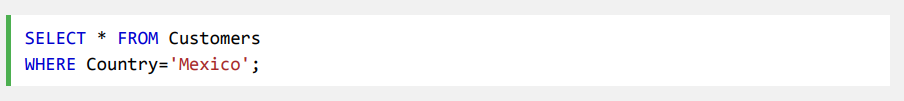 SELECT * FROM Customers
WHERE Country='Mexico';